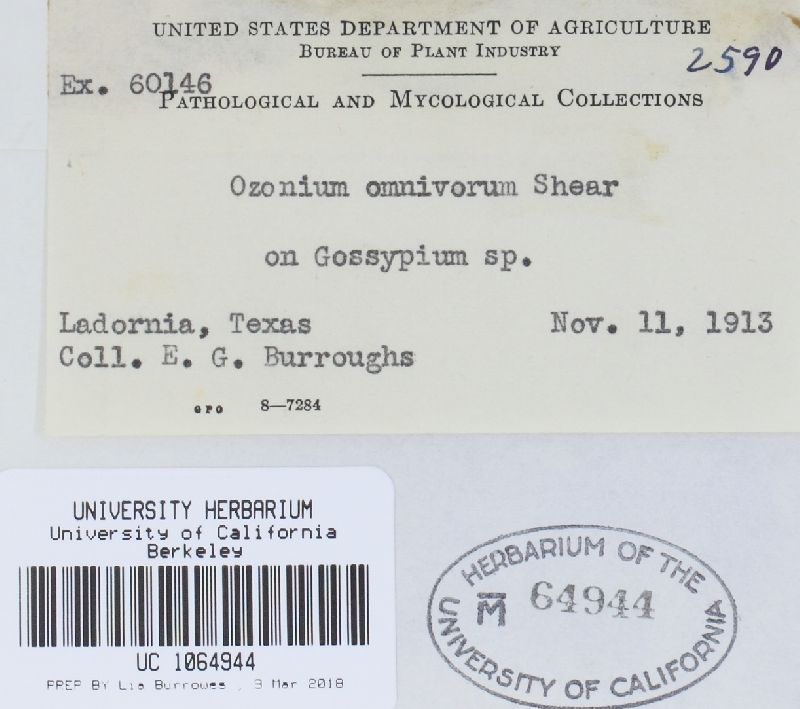 UNITED STATES DEPARTMENT OF AGRICULTURE
BUREAU OF PLANT INDUSTRY
2590
Ex. 60146
PATHOLOGICAL AND MYCOLOGICAL COLLECTIONS
Ozonium omnivorum Shear
on Gossypium sp.
Ladornia, Texas Nov. 11, 1913
Coll. E. G. Burroughs
GPO 8—7284
UNIVERSITY HERBARIUM
University of California
Berkeley
UC 1064944
PREP BY Lia Burrowes , 9 Mar 2018
HERBARIUM OF THE
M 64944
UNIVERSITY OF CALIFORNIA